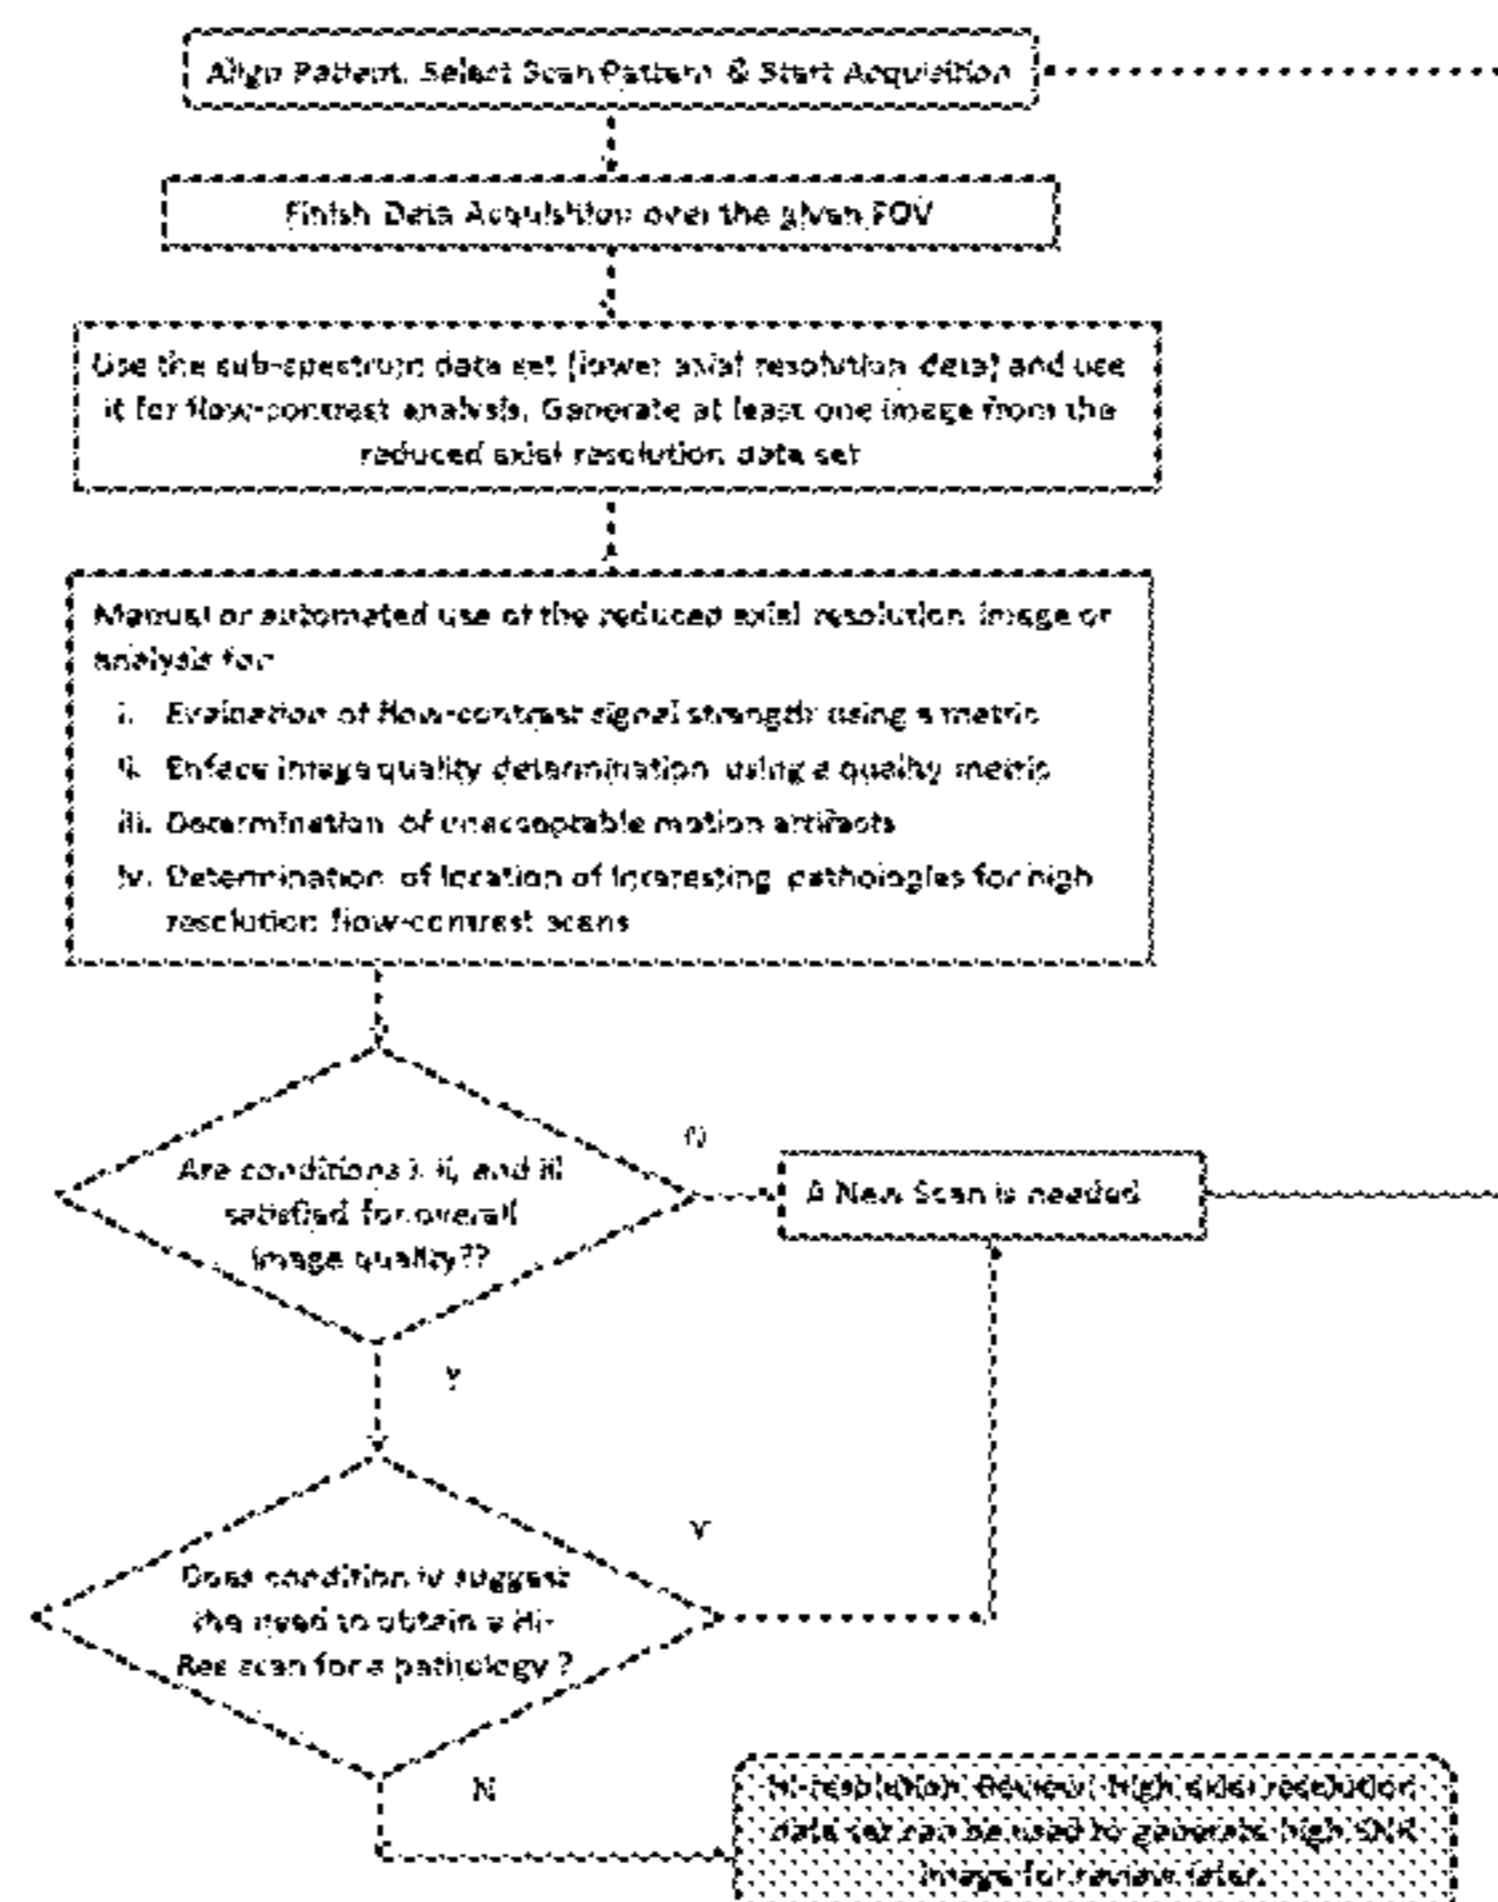 Align Patient, Select Scan Pattern & Start Acquisition
Finish Data Acquisition over the given FOV
Use the sub-spectrum data set (lower axial resolution data) and use
it for flow-contrast analysis. Generate at least one image from the
reduced axial resolution data set
Manual or automated use of the reduced axial resolution image or
analysis for
i. Evaluation of flow-contrast signal strength using a metric
ii. Enface image quality determination using a quality metric
iii. Determination of unacceptable motion artifacts
iv. Determination of location of interesting pathologies for high
resolution flow-contrast scans
N
Are conditions i, ii, and iii
satisfied for overall
image quality??
A New Scan is needed
Y
Y
Does condition iv suggest
the need to obtain a Hi-
Res scan for a pathology ?
N
Hi-resolution Review: High axial resolution
data set can be used to generate high SNR
image for review later.